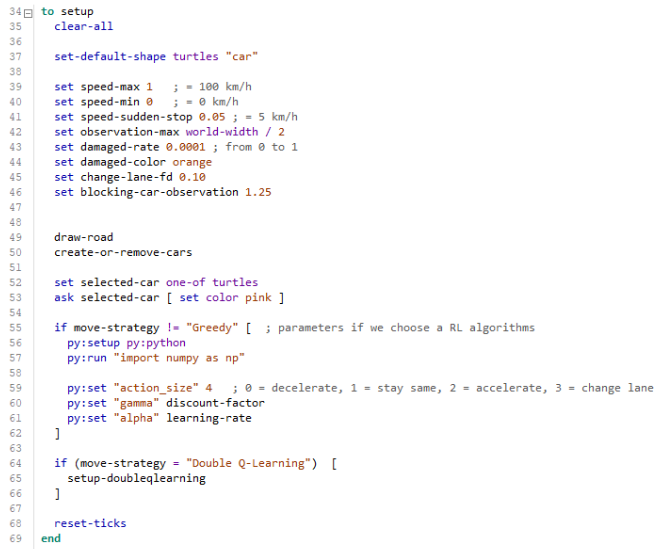 34 to setup
35   clear-all
36
37   set-default-shape turtles "car"
38
39   set speed-max 1   ; = 100 km/h
40   set speed-min 0   ; = 0 km/h
41   set speed-sudden-stop 0.05 ; = 5 km/h
42   set observation-max world-width / 2
43   set damaged-rate 0.0001 ; from 0 to 1
44   set damaged-color orange
45   set change-lane-fd 0.10
46   set blocking-car-observation 1.25
47
48
49   draw-road
50   create-or-remove-cars
51
52   set selected-car one-of turtles
53   ask selected-car [ set color pink ]
54
55   if move-strategy != "Greedy" [  ; parameters if we choose a RL algorithms
56     py:setup py:python
57     py:run "import numpy as np"
58
59     py:set "action_size" 4   ; 0 = decelerate, 1 = stay same, 2 = accelerate, 3 = change lane
60     py:set "gamma" discount-factor
61     py:set "alpha" learning-rate
62   ]
63
64   if (move-strategy = "Double Q-Learning")  [
65     setup-doubleqlearning
66   ]
67
68   reset-ticks
69 end